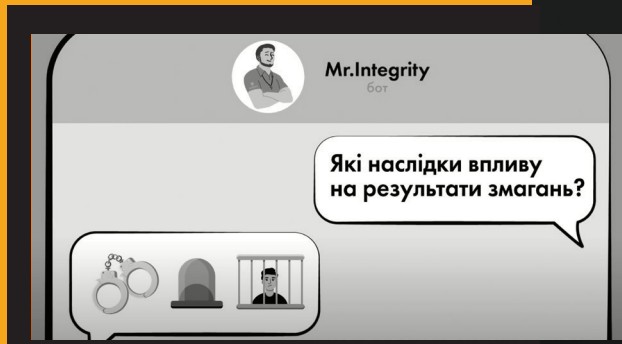 Mr.Integrity
бот
Які наслідки впливу
на результати змагань?